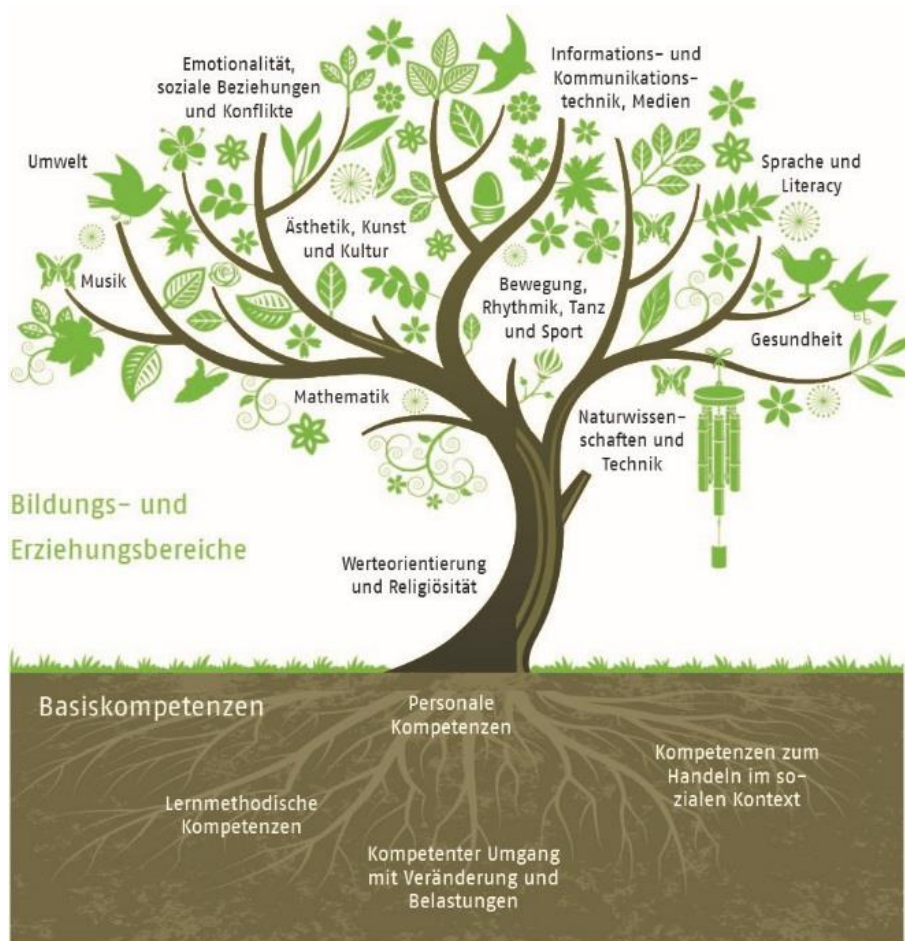 Emotionalität,
soziale Beziehungen
und Konflikte
Informations- und
Kommunikations-
technik, Medien
Umwelt
Sprache und
Literacy
Ästhetik, Kunst
und Kultur
Musik
Bewegung,
Rhythmik, Tanz
und Sport
Gesundheit
Mathematik
Naturwissen-
schaften und
Technik
Bildungs- und
Erziehungsbereiche
Werteorientierung
und Religiösität
Basiskompetenzen
Personale
Kompetenzen
Kompetenzen zum
Handeln im so-
zialen Kontext
Lernmethodische
Kompetenzen
Kompetenter Umgang
mit Veränderung und
Belastungen